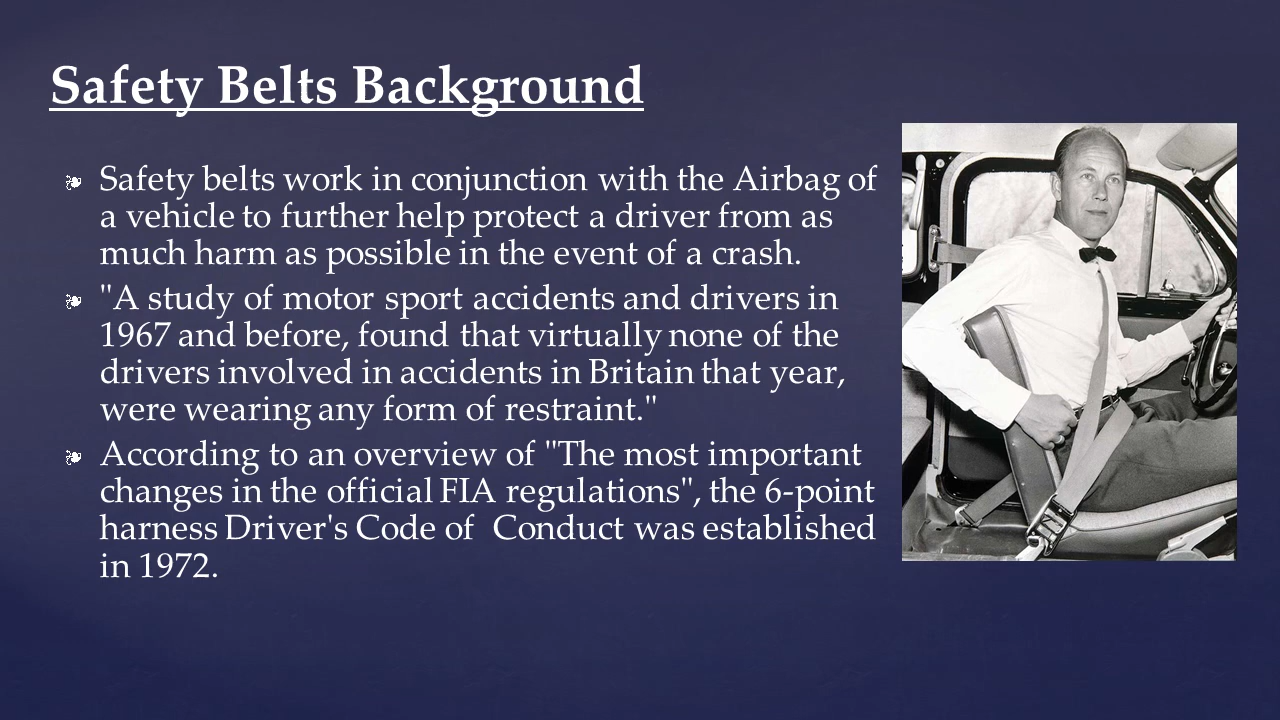 Safety Belts Background
Safety belts work in conjunction with the Airbag of
a vehicle to further help protect a driver from as
much harm as possible in the event of a crash.
"A study of motor sport accidents and drivers in
1967 and before, found that virtually none of the
drivers involved in accidents in Britain that year,
were wearing any form of restraint."
According to an overview of "The most important
changes in the official FIA regulations", the 6-point
harness Driver's Code of  Conduct was established
in 1972.